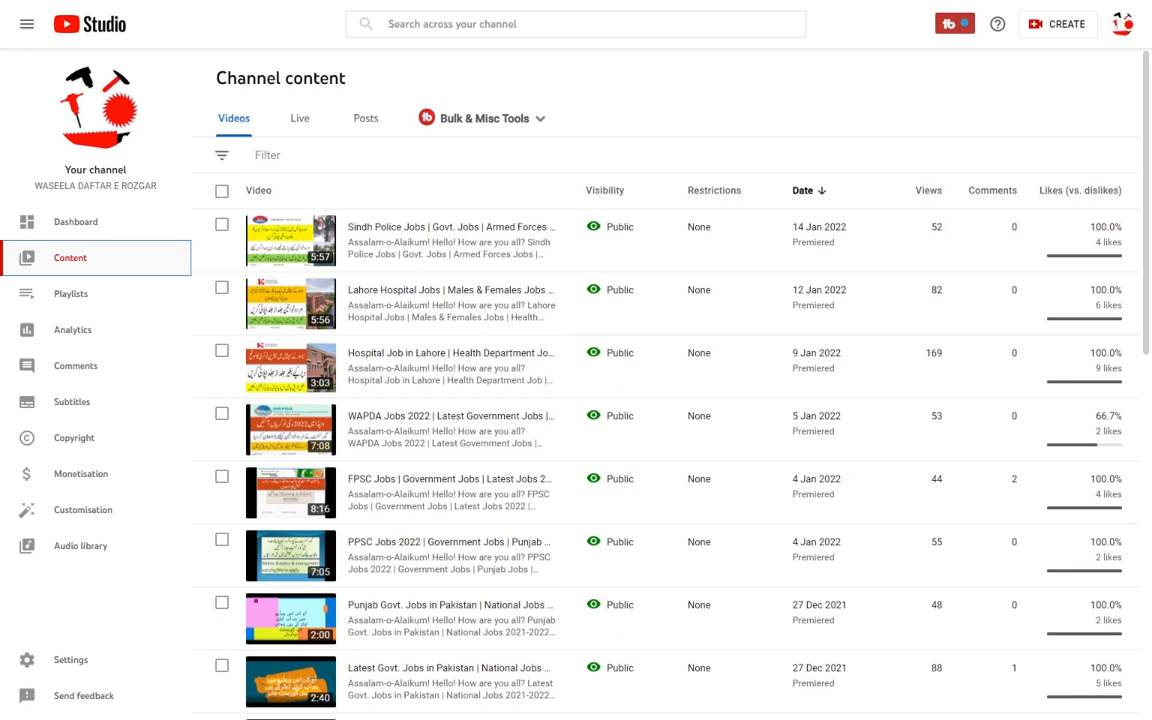 Studio
Search across your channel
CREATE
Your channel
WASEELA DAFTAR E ROZGAR
Dashboard
Content
Playlists
Analytics
Comments
Subtitles
Copyright
Monetisation
Customisation
Audio library
Settings
Send feedback
Channel content
Videos Live Posts Bulk & Misc Tools
Filter
Video Visibility Restrictions Date Views Comments Likes (vs. dislikes)
5:57
Sindh Police Jobs | Govt. Jobs | Armed Forces ...
Assalam-o-Alaikum! Hello! How are you all? Sindh
Police Jobs | Govt. Jobs | Armed Forces Jobs |...
Public None 14 Jan 2022 52 0 100.0%
Premiered 4 likes
5:56
Lahore Hospital Jobs | Males & Females Jobs ...
Assalam-o-Alaikum! Hello! How are you all? Lahore
Hospital Jobs | Males & Females Jobs | Health...
Public None 12 Jan 2022 82 0 100.0%
Premiered 6 likes
3:03
Hospital Job in Lahore | Health Department Jo...
Assalam-o-Alaikum! Hello! How are you all?
Hospital Job in Lahore | Health Department Job |...
Public None 9 Jan 2022 169 0 100.0%
Premiered 9 likes
7:08
WAPDA Jobs 2022 | Latest Government Jobs |...
Assalam-o-Alaikum! Hello! How are you all?
WAPDA Jobs 2022 | Latest Government Jobs |...
Public None 5 Jan 2022 53 0 66.7%
Premiered 2 likes
8:16
FPSC Jobs | Government Jobs | Latest Jobs 2...
Assalam-o-Alaikum! Hello! How are you all? FPSC
Jobs | Government Jobs | Latest Jobs 2022 |...
Public None 4 Jan 2022 44 2 100.0%
Premiered 4 likes
7:05
PPSC Jobs 2022 | Government Jobs | Punjab ...
Assalam-o-Alaikum! Hello! How are you all? PPSC
Jobs 2022 | Government Jobs | Punjab Jobs |...
Public None 4 Jan 2022 55 0 100.0%
Premiered 2 likes
2:00
Punjab Govt. Jobs in Pakistan | National Jobs ...
Assalam-o-Alaikum! Hello! How are you all? Punjab
Govt. Jobs in Pakistan | National Jobs 2021-2022...
Public None 27 Dec 2021 48 0 100.0%
Premiered 2 likes
2:40
Latest Govt. Jobs in Pakistan | National Jobs ...
Assalam-o-Alaikum! Hello! How are you all? Latest
Govt. Jobs in Pakistan | National Jobs 2021-2022...
Public None 27 Dec 2021 88 1 100.0%
Premiered 5 likes